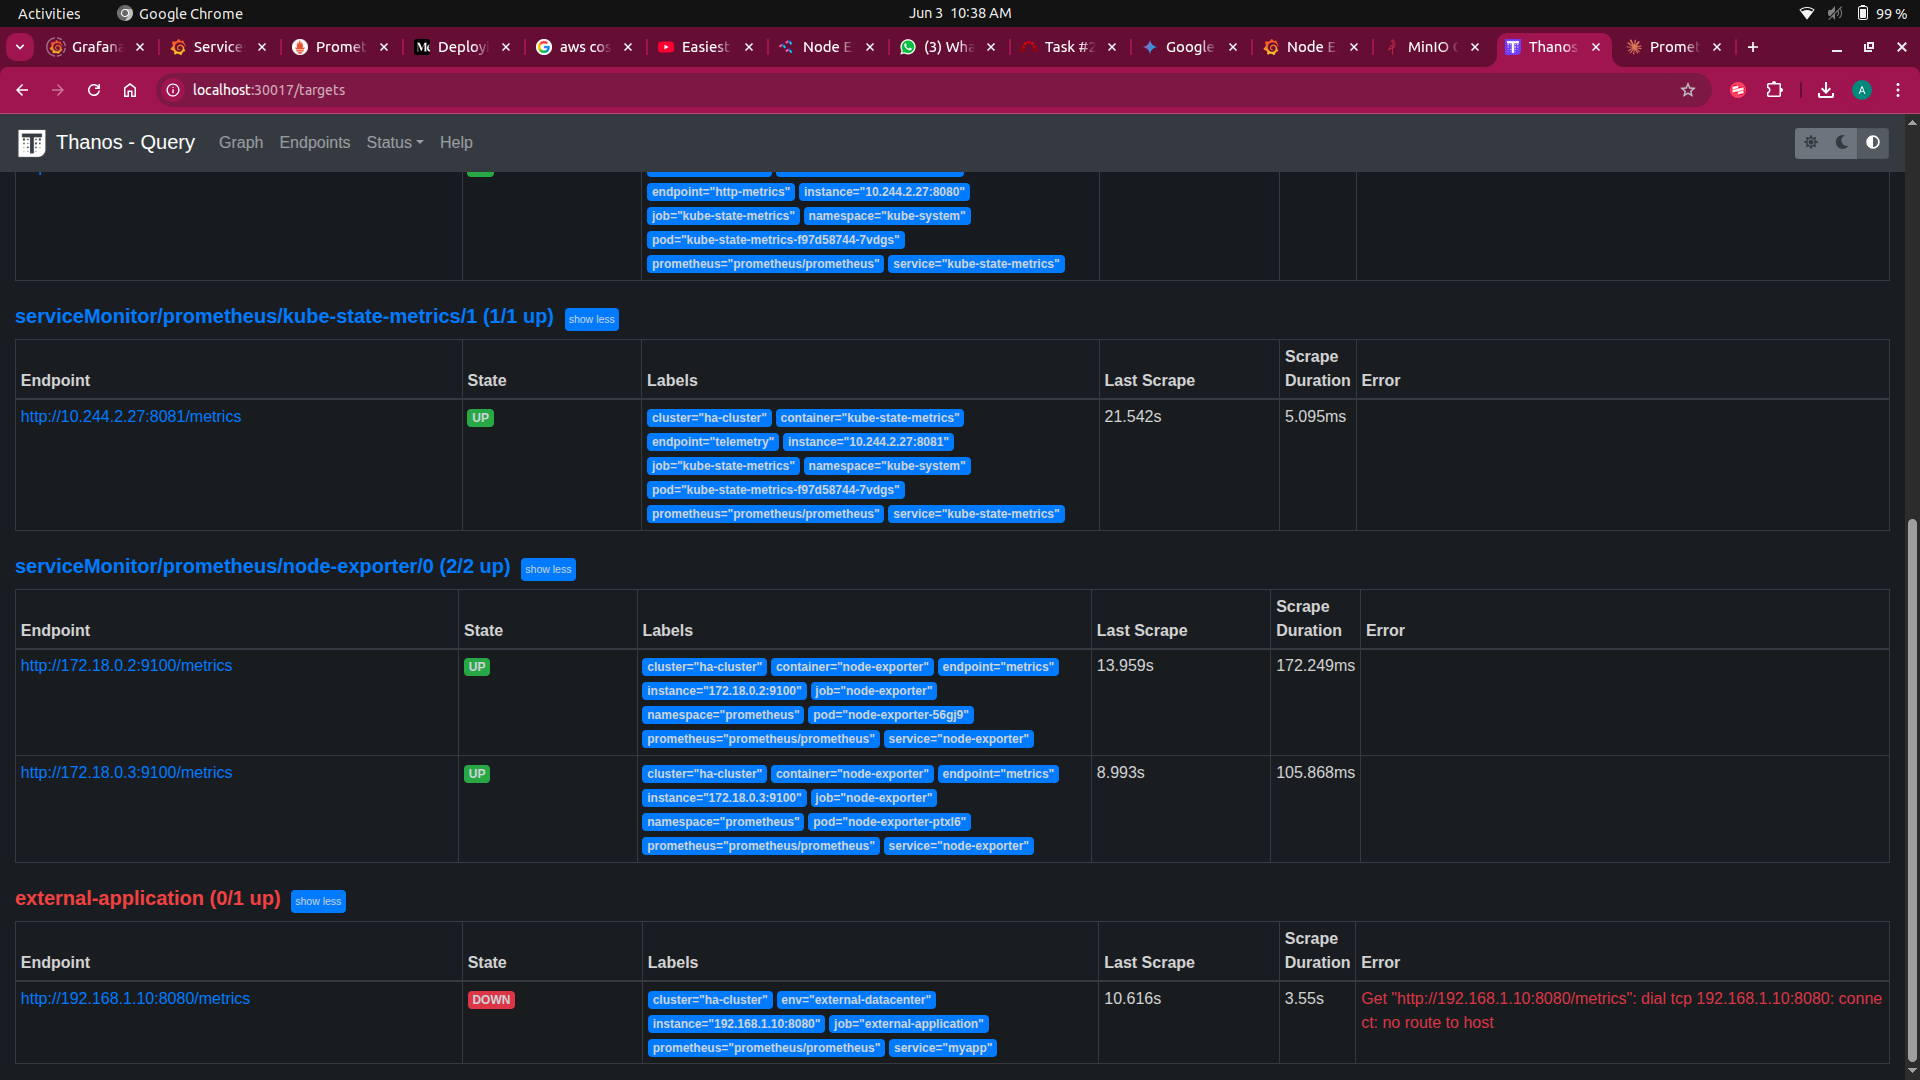 Activities
Google Chrome
Jun 3 10:38 AM
99 %
Grafana
Service
Promet
Deployi
aws cos
Easiest
Node E
(3) Wha
Task #2
Google
Node E
MinIO C
Thanos
Promet
localhost:30017/targets
A
Thanos - Query
Graph
Endpoints
Status
Help
endpoint="http-metrics" instance="10.244.2.27:8080"
job="kube-state-metrics" namespace="kube-system"
pod="kube-state-metrics-f97d58744-7vdgs"
prometheus="prometheus/prometheus" service="kube-state-metrics"
serviceMonitor/prometheus/kube-state-metrics/1 (1/1 up) show less
Endpoint State Labels Last Scrape Scrape Duration Error
http://10.244.2.27:8081/metrics UP cluster="ha-cluster" container="kube-state-metrics" 21.542s 5.095ms
endpoint="telemetry" instance="10.244.2.27:8081"
job="kube-state-metrics" namespace="kube-system"
pod="kube-state-metrics-f97d58744-7vdgs"
prometheus="prometheus/prometheus" service="kube-state-metrics"
serviceMonitor/prometheus/node-exporter/0 (2/2 up) show less
Endpoint State Labels Last Scrape Scrape Duration Error
http://172.18.0.2:9100/metrics UP cluster="ha-cluster" container="node-exporter" endpoint="metrics" 13.959s 172.249ms
instance="172.18.0.2:9100" job="node-exporter"
namespace="prometheus" pod="node-exporter-56gj9"
prometheus="prometheus/prometheus" service="node-exporter"
http://172.18.0.3:9100/metrics UP cluster="ha-cluster" container="node-exporter" endpoint="metrics" 8.993s 105.868ms
instance="172.18.0.3:9100" job="node-exporter"
namespace="prometheus" pod="node-exporter-ptxl6"
prometheus="prometheus/prometheus" service="node-exporter"
external-application (0/1 up) show less
Endpoint State Labels Last Scrape Scrape Duration Error
http://192.168.1.10:8080/metrics DOWN cluster="ha-cluster" env="external-datacenter" 10.616s 3.55s Get "http://192.168.1.10:8080/metrics": dial tcp 192.168.1.10:8080: conne
instance="192.168.1.10:8080" job="external-application" ct: no route to host
prometheus="prometheus/prometheus" service="myapp"